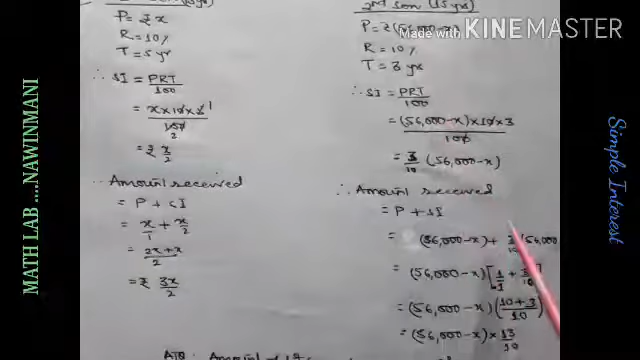 P = ₹ x
R = 10%
T = 5 yr
∴ SI = PRT/100
= x × 10 × 5 1/100 2
= ₹ x/2
∴ Amount received
= P + SI
= x/1 + x/2
= 2x + x/2
= ₹ 3x/2
2nd son (15 yrs)
P = ₹ (56,000 - x)
R = 10%
T = 3 yr
∴ SI = PRT/100
= (56,000 - x) × 10 × 3/100
= 3/10 (56,000 - x)
∴ Amount received
= P + SI
= (56,000 - x) + 3/10 (56,000
= (56,000 - x) [1/1 + 3/10]
= (56,000 - x) (10 + 3/10)
= (56,000 - x) × 13/10
Made with KINEMASTER
MATH LAB ....NAWINMANI
Simple Interest